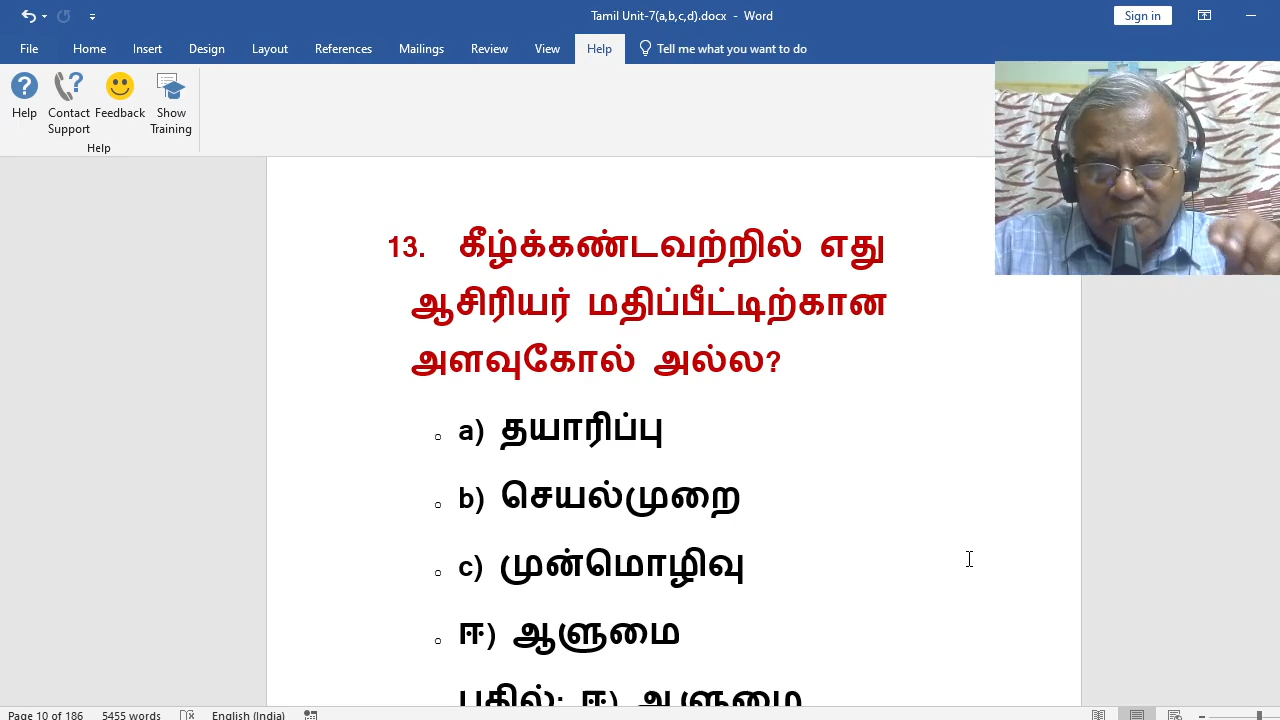 Tamil Unit-7(a,b,c,d).docx - Word
Sign in
File Home Insert Design Layout References Mailings Review View Help Tell me what you want to do
Help Contact Support Feedback Show Training
Help
13. கீழ்க்கண்டவற்றில் எது
ஆசிரியர் மதிப்பீட்டிற்கான
அளவுகோல் அல்ல?
a) தயாரிப்பு
b) செயல்முறை
c) முன்மொழிவு
ஈ) ஆளுமை
பதில்: ஈ) ஆளுமை
Page 10 of 186 5455 words English (India)